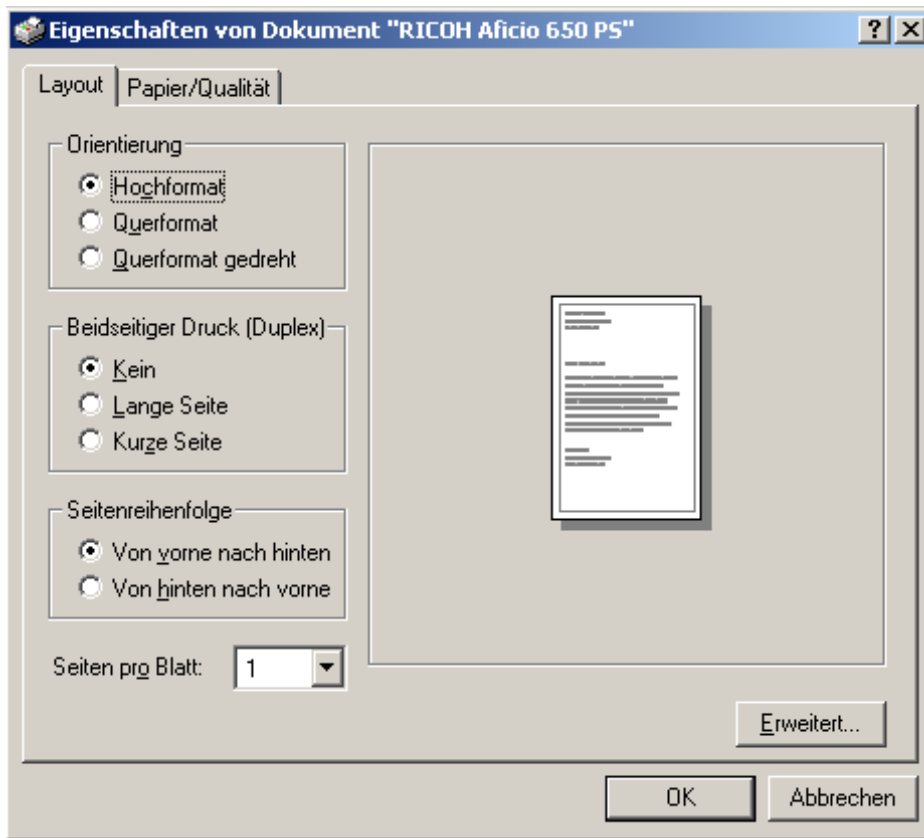 Eigenschaften von Dokument "RICOH Aficio 650 PS"
Layout
Papier/Qualität
Orientierung
Hochformat
Querformat
Querformat gedreht
Beidseitiger Druck (Duplex)
Kein
Lange Seite
Kurze Seite
Seitenreihenfolge
Von vorne nach hinten
Von hinten nach vorne
Seiten pro Blatt: 1
Erweitert...
OK
Abbrechen